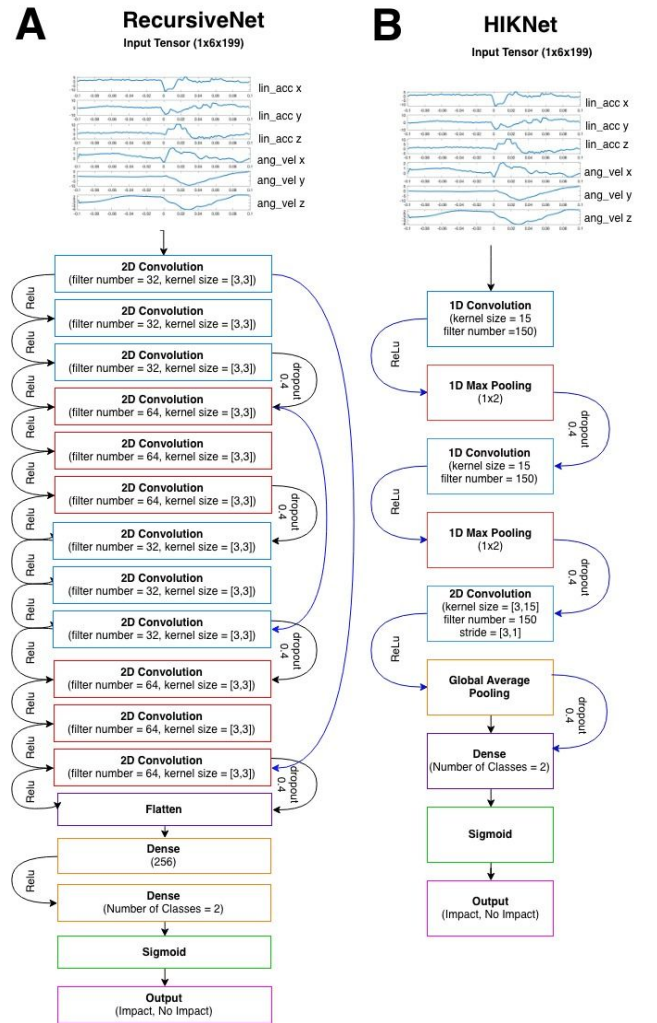 A
RecursiveNet
Input Tensor (1x6x199)
lin_acc x
lin_acc y
lin_acc z
ang_vel x
ang_vel y
ang_vel z
2D Convolution
(filter number = 32, kernel size = [3,3])
Relu
2D Convolution
(filter number = 32, kernel size = [3,3])
Relu
2D Convolution
(filter number = 32, kernel size = [3,3])
dropout
0.4
Relu
2D Convolution
(filter number = 64, kernel size = [3,3])
Relu
2D Convolution
(filter number = 64, kernel size = [3,3])
Relu
2D Convolution
(filter number = 64, kernel size = [3,3])
dropout
0.4
Relu
2D Convolution
(filter number = 32, kernel size = [3,3])
Relu
2D Convolution
(filter number = 32, kernel size = [3,3])
Relu
2D Convolution
(filter number = 32, kernel size = [3,3])
dropout
0.4
Relu
2D Convolution
(filter number = 64, kernel size = [3,3])
Relu
2D Convolution
(filter number = 64, kernel size = [3,3])
Relu
2D Convolution
(filter number = 64, kernel size = [3,3])
dropout
0.4
Relu
Flatten
Dense
(256)
Relu
Dense
(Number of Classes = 2)
Sigmoid
Output
(Impact, No Impact)
B
HIKNet
Input Tensor (1x6x199)
lin_acc x
lin_acc y
lin_acc z
ang_vel x
ang_vel y
ang_vel z
1D Convolution
(kernel size = 15
filter number =150)
ReLu
1D Max Pooling
(1x2)
dropout
0.4
1D Convolution
(kernel size = 15
filter number = 150)
ReLu
1D Max Pooling
(1x2)
dropout
0.4
2D Convolution
(kernel size = [3,15]
filter number = 150
stride = [3,1]
ReLu
Global Average
Pooling
dropout
0.4
Dense
(Number of Classes = 2)
Sigmoid
Output
(Impact, No Impact)